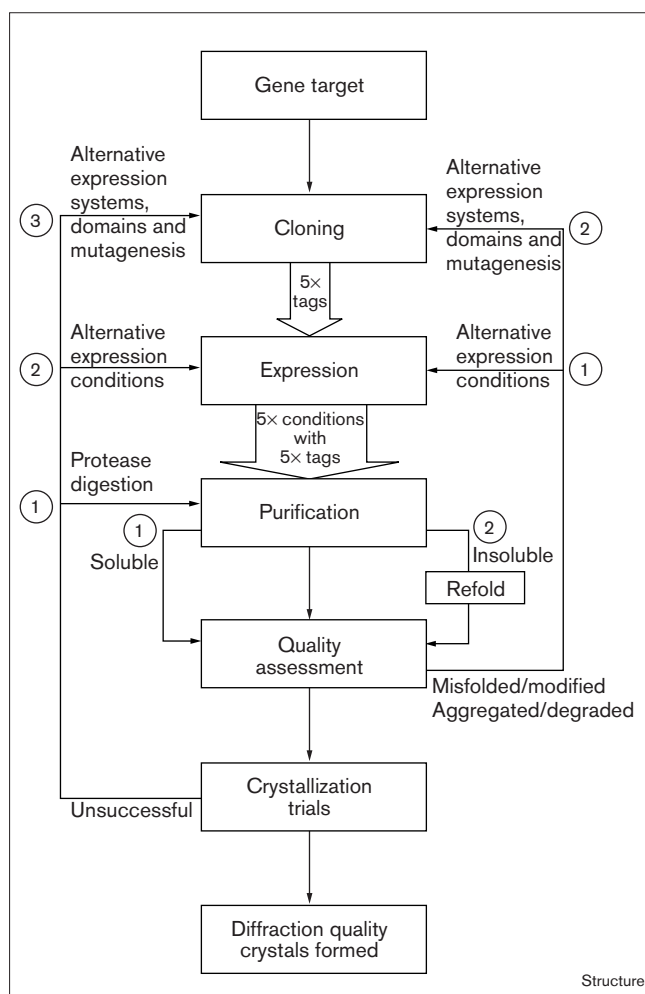 Gene target
Alternative
expression
systems,
domains and
mutagenesis
3
Cloning
Alternative
expression
systems,
domains and
mutagenesis
2
5×
tags
Alternative
expression
conditions
2
Expression
Alternative
expression
conditions
1
5× conditions
with
5× tags
Protease
digestion
1
Purification
1
Soluble
2
Insoluble
Refold
Quality
assessment
Misfolded/modified
Aggregated/degraded
Crystallization
trials
Unsuccessful
Diffraction quality
crystals formed
Structure